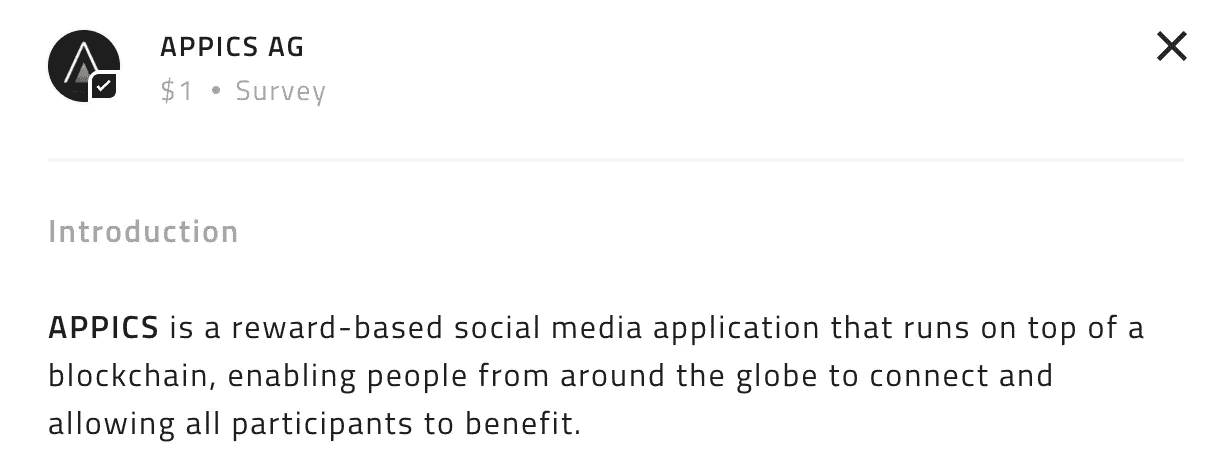 APPICS AG
$1 • Survey
Introduction
APPICS is a reward-based social media application that runs on top of a
blockchain, enabling people from around the globe to connect and
allowing all participants to benefit.